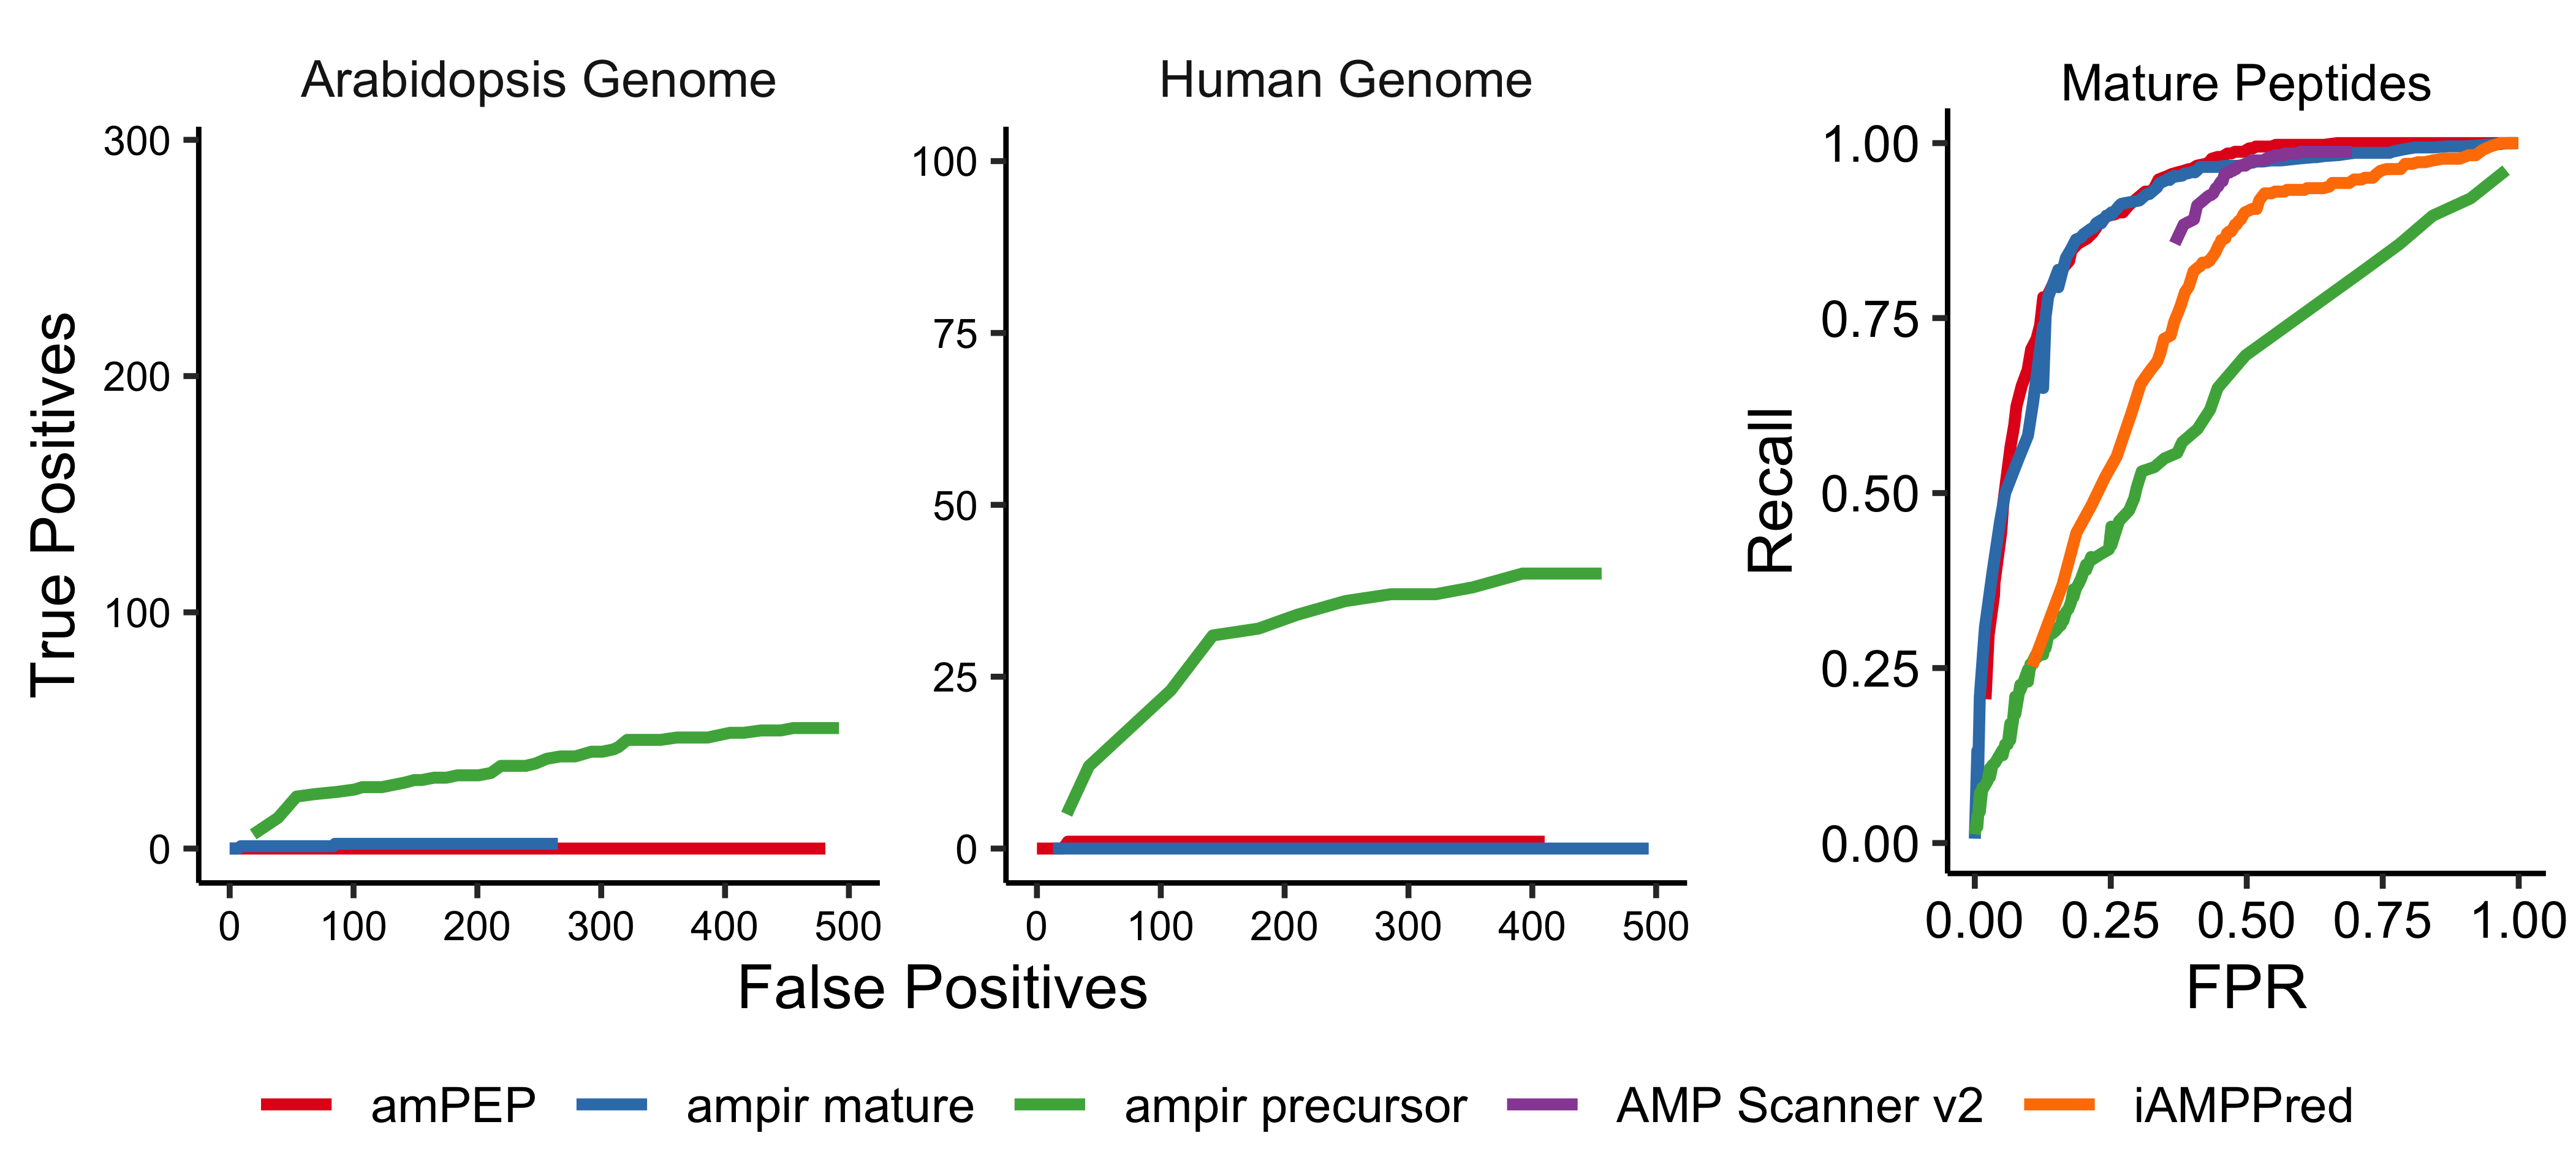 Arabidopsis Genome
Human Genome
Mature Peptides
True Positives
300
200
100
0
0 100 200 300 400 500
100
75
50
25
0
0 100 200 300 400 500
False Positives
Recall
1.00
0.75
0.50
0.25
0.00
0.00 0.25 0.50 0.75 1.00
FPR
amPEP ampir mature ampir precursor AMP Scanner v2 iAMPPred